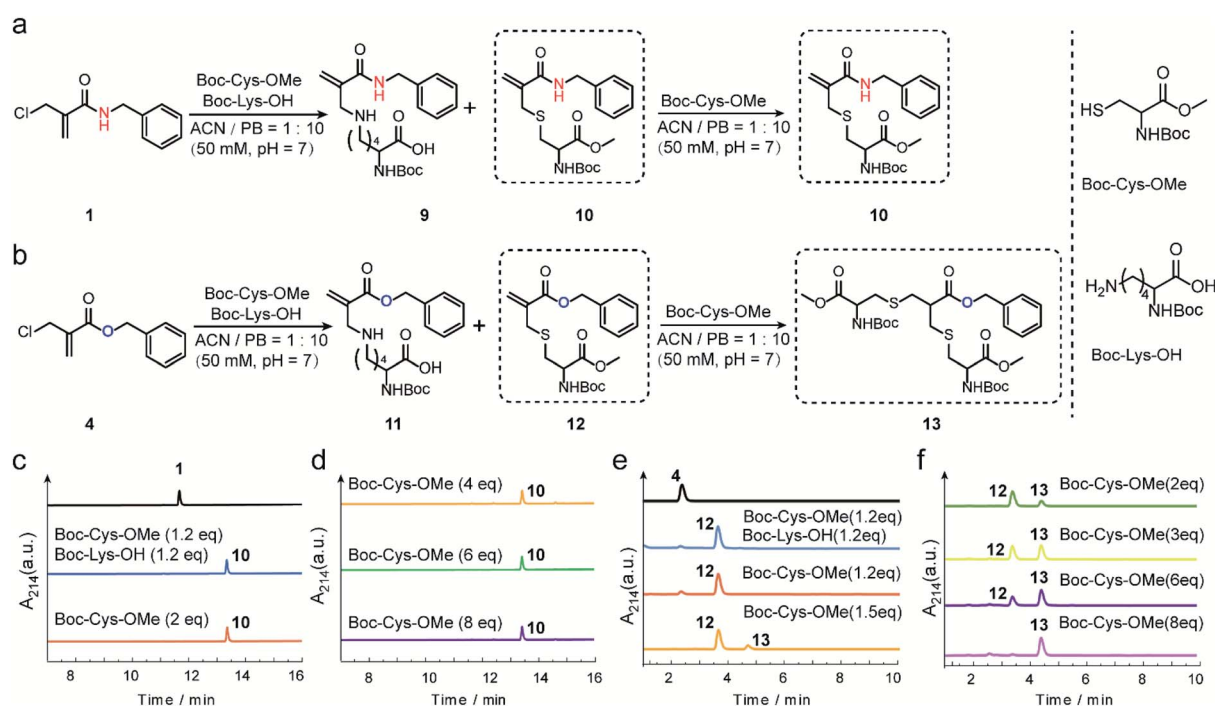 a
Cl
O
N
H
Boc-Cys-OMe
Boc-Lys-OH
ACN / PB = 1 : 10
(50 mM, pH = 7)
O
N
H
NH
4
O
OH
NHBoc
+
O
N
H
S
O
O
NHBoc
Boc-Cys-OMe
ACN / PB = 1 : 10
(50 mM, pH = 7)
O
N
H
S
O
O
NHBoc
HS
O
O
NHBoc
Boc-Cys-OMe
1
9
10
10
b
Cl
O
O
Boc-Cys-OMe
Boc-Lys-OH
ACN / PB = 1 : 10
(50 mM, pH = 7)
O
O
NH
4
O
OH
NHBoc
+
O
O
S
O
O
NHBoc
Boc-Cys-OMe
ACN / PB = 1 : 10
(50 mM, pH = 7)
O
O
NHBoc
S
O
O
S
O
O
NHBoc
H2N
4
O
OH
NHBoc
Boc-Lys-OH
4
11
12
13
c
1
Boc-Cys-OMe (1.2 eq)
Boc-Lys-OH (1.2 eq)
10
Boc-Cys-OMe (2 eq)
10
A214(a.u.)
8 10 12 14 16
Time / min
d
Boc-Cys-OMe (4 eq)
10
Boc-Cys-OMe (6 eq)
10
Boc-Cys-OMe (8 eq)
10
A214(a.u.)
8 10 12 14 16
Time / min
e
4
12
Boc-Cys-OMe(1.2eq)
Boc-Lys-OH(1.2eq)
12
Boc-Cys-OMe(1.2eq)
12
13
Boc-Cys-OMe(1.5eq)
A214(a.u.)
2 4 6 8 10
Time / min
f
12 13 Boc-Cys-OMe(2eq)
12 13 Boc-Cys-OMe(3eq)
12 13 Boc-Cys-OMe(6eq)
13 Boc-Cys-OMe(8eq)
A214(a.u.)
2 4 6 8 10
Time / min